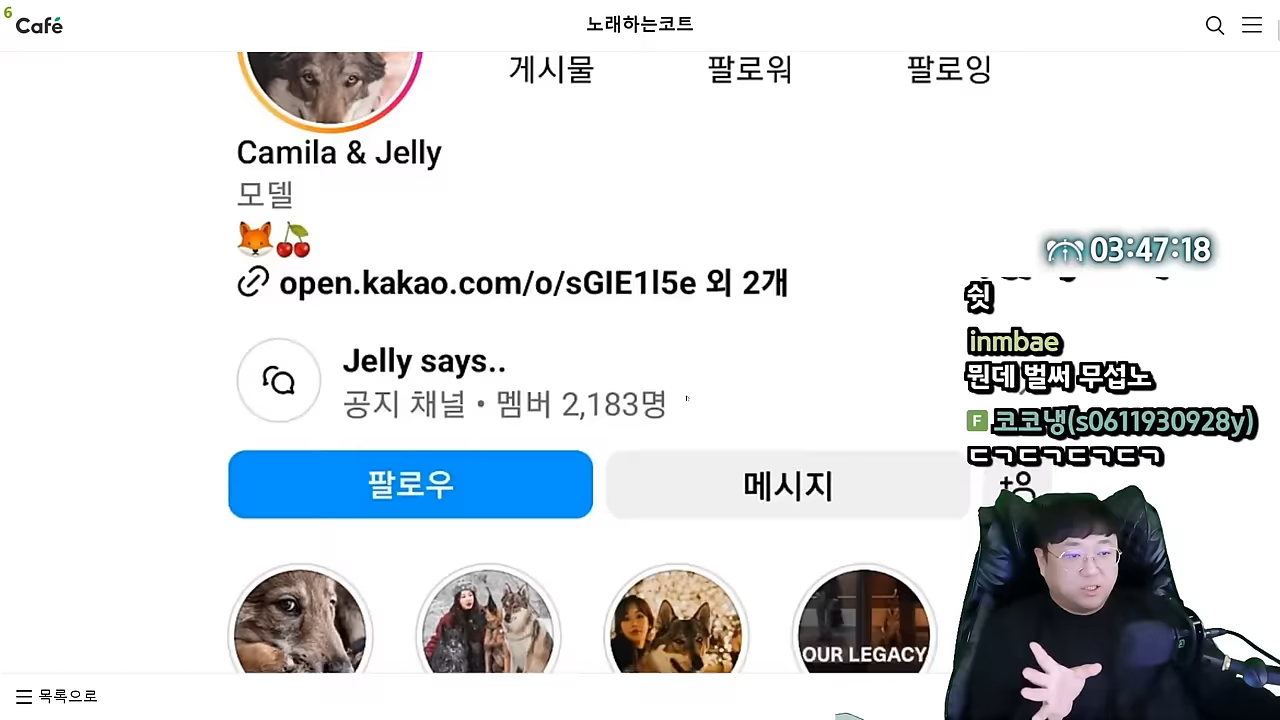 6
Café
노래하는코트
게시물 팔로워 팔로잉
Camila & Jelly
모델
open.kakao.com/o/sGIE1l5e 외 2개
Jelly says..
공지 채널 • 멤버 2,183명
팔로우 메시지
OUR LEGACY
목록으로
03:47:18
쉿
inmbae
뭔데 벌써 무섭노
F 코코냉(s0611930928y)
ㄷㄱㄷㄱㄷㄱㄷㄱ